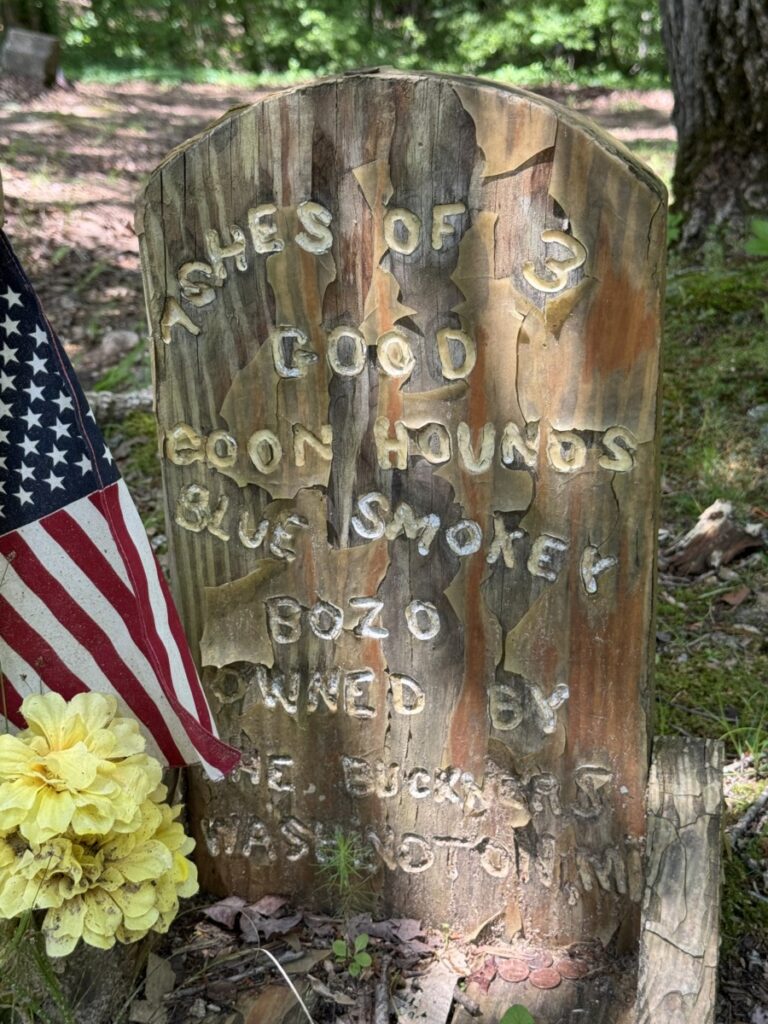 ASHES OF 3
GOOD
COON HOUNDS
BLUE SMOKEY
BOZO
OWNED BY
THE. BUCKNERS
WASHINGTON, MI